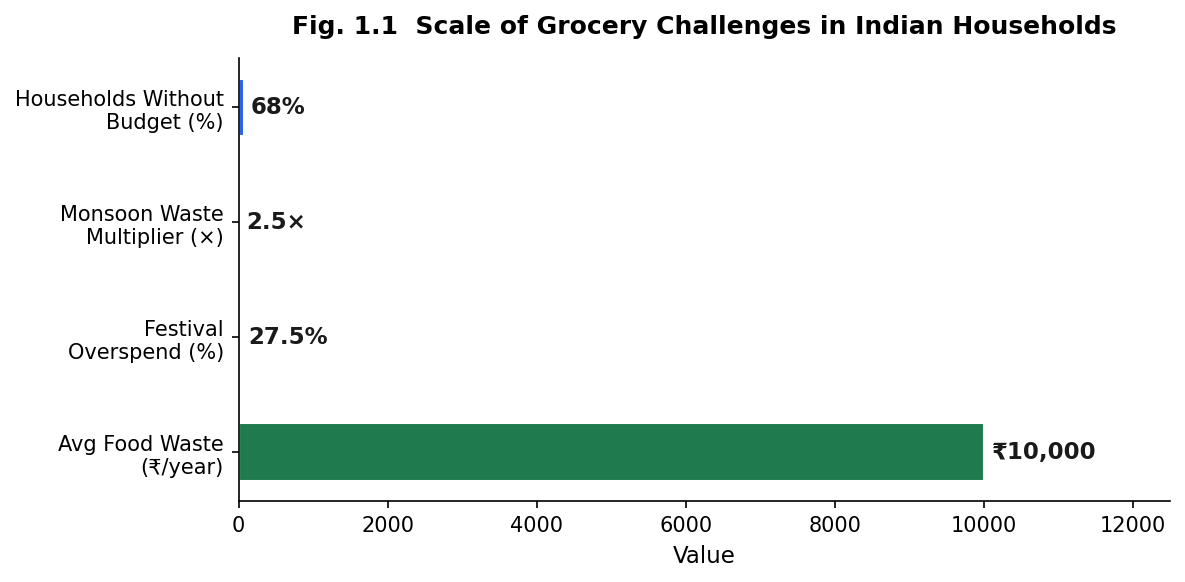 Fig. 1.1  Scale of Grocery Challenges in Indian Households
Households Without
Budget (%)
68%
Monsoon Waste
Multiplier (×)
2.5×
Festival
Overspend (%)
27.5%
Avg Food Waste
(₹/year)
₹10,000
0 2000 4000 6000 8000 10000 12000
Value